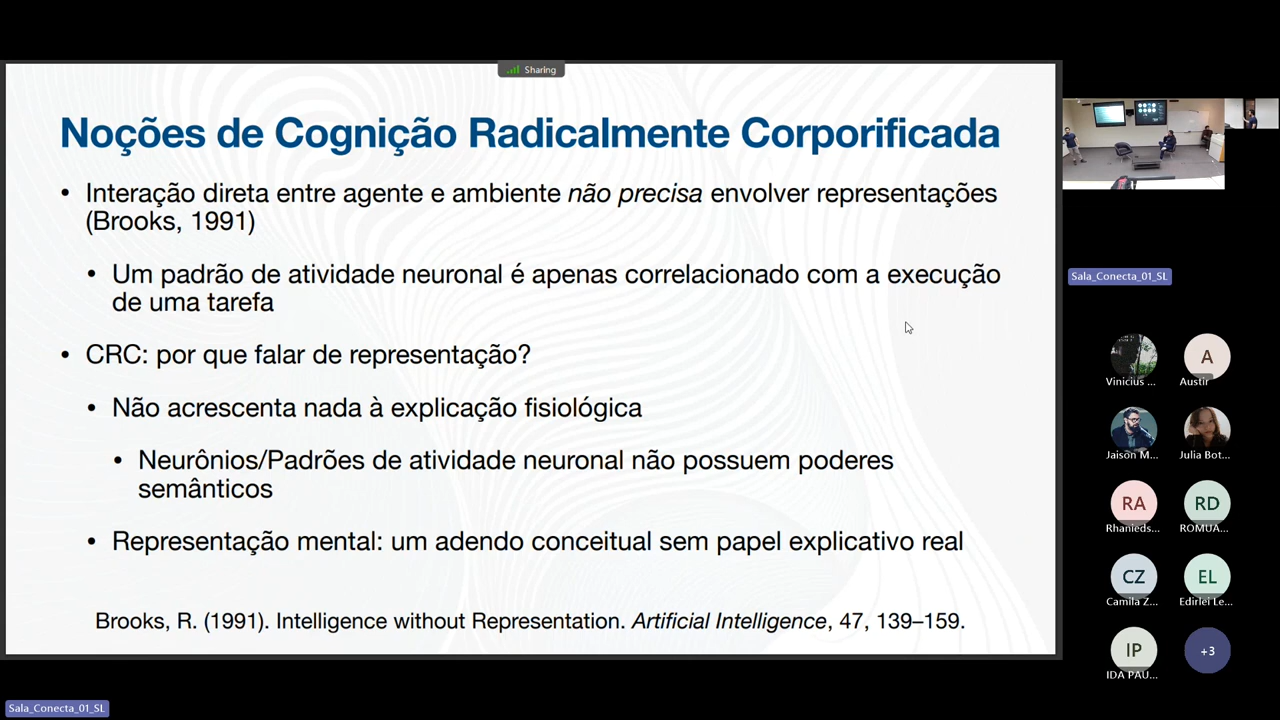 Sharing
Noções de Cognição Radicalmente Corporificada
• Interação direta entre agente e ambiente não precisa envolver representações
(Brooks, 1991)
• Um padrão de atividade neuronal é apenas correlacionado com a execução
de uma tarefa
• CRC: por que falar de representação?
• Não acrescenta nada à explicação fisiológica
• Neurônios/Padrões de atividade neuronal não possuem poderes
semânticos
• Representação mental: um adendo conceitual sem papel explicativo real
Brooks, R. (1991). Intelligence without Representation. Artificial Intelligence, 47, 139–159.
Sala_Conecta_01_SL
Vinicius ...
A
Austir
Jaison M...
Julia Bot...
RA
Rhanieds...
RD
ROMUA...
CZ
Camila Z...
EL
Edirlei Le...
IP
IDA PAU...
+3
Sala_Conecta_01_SL